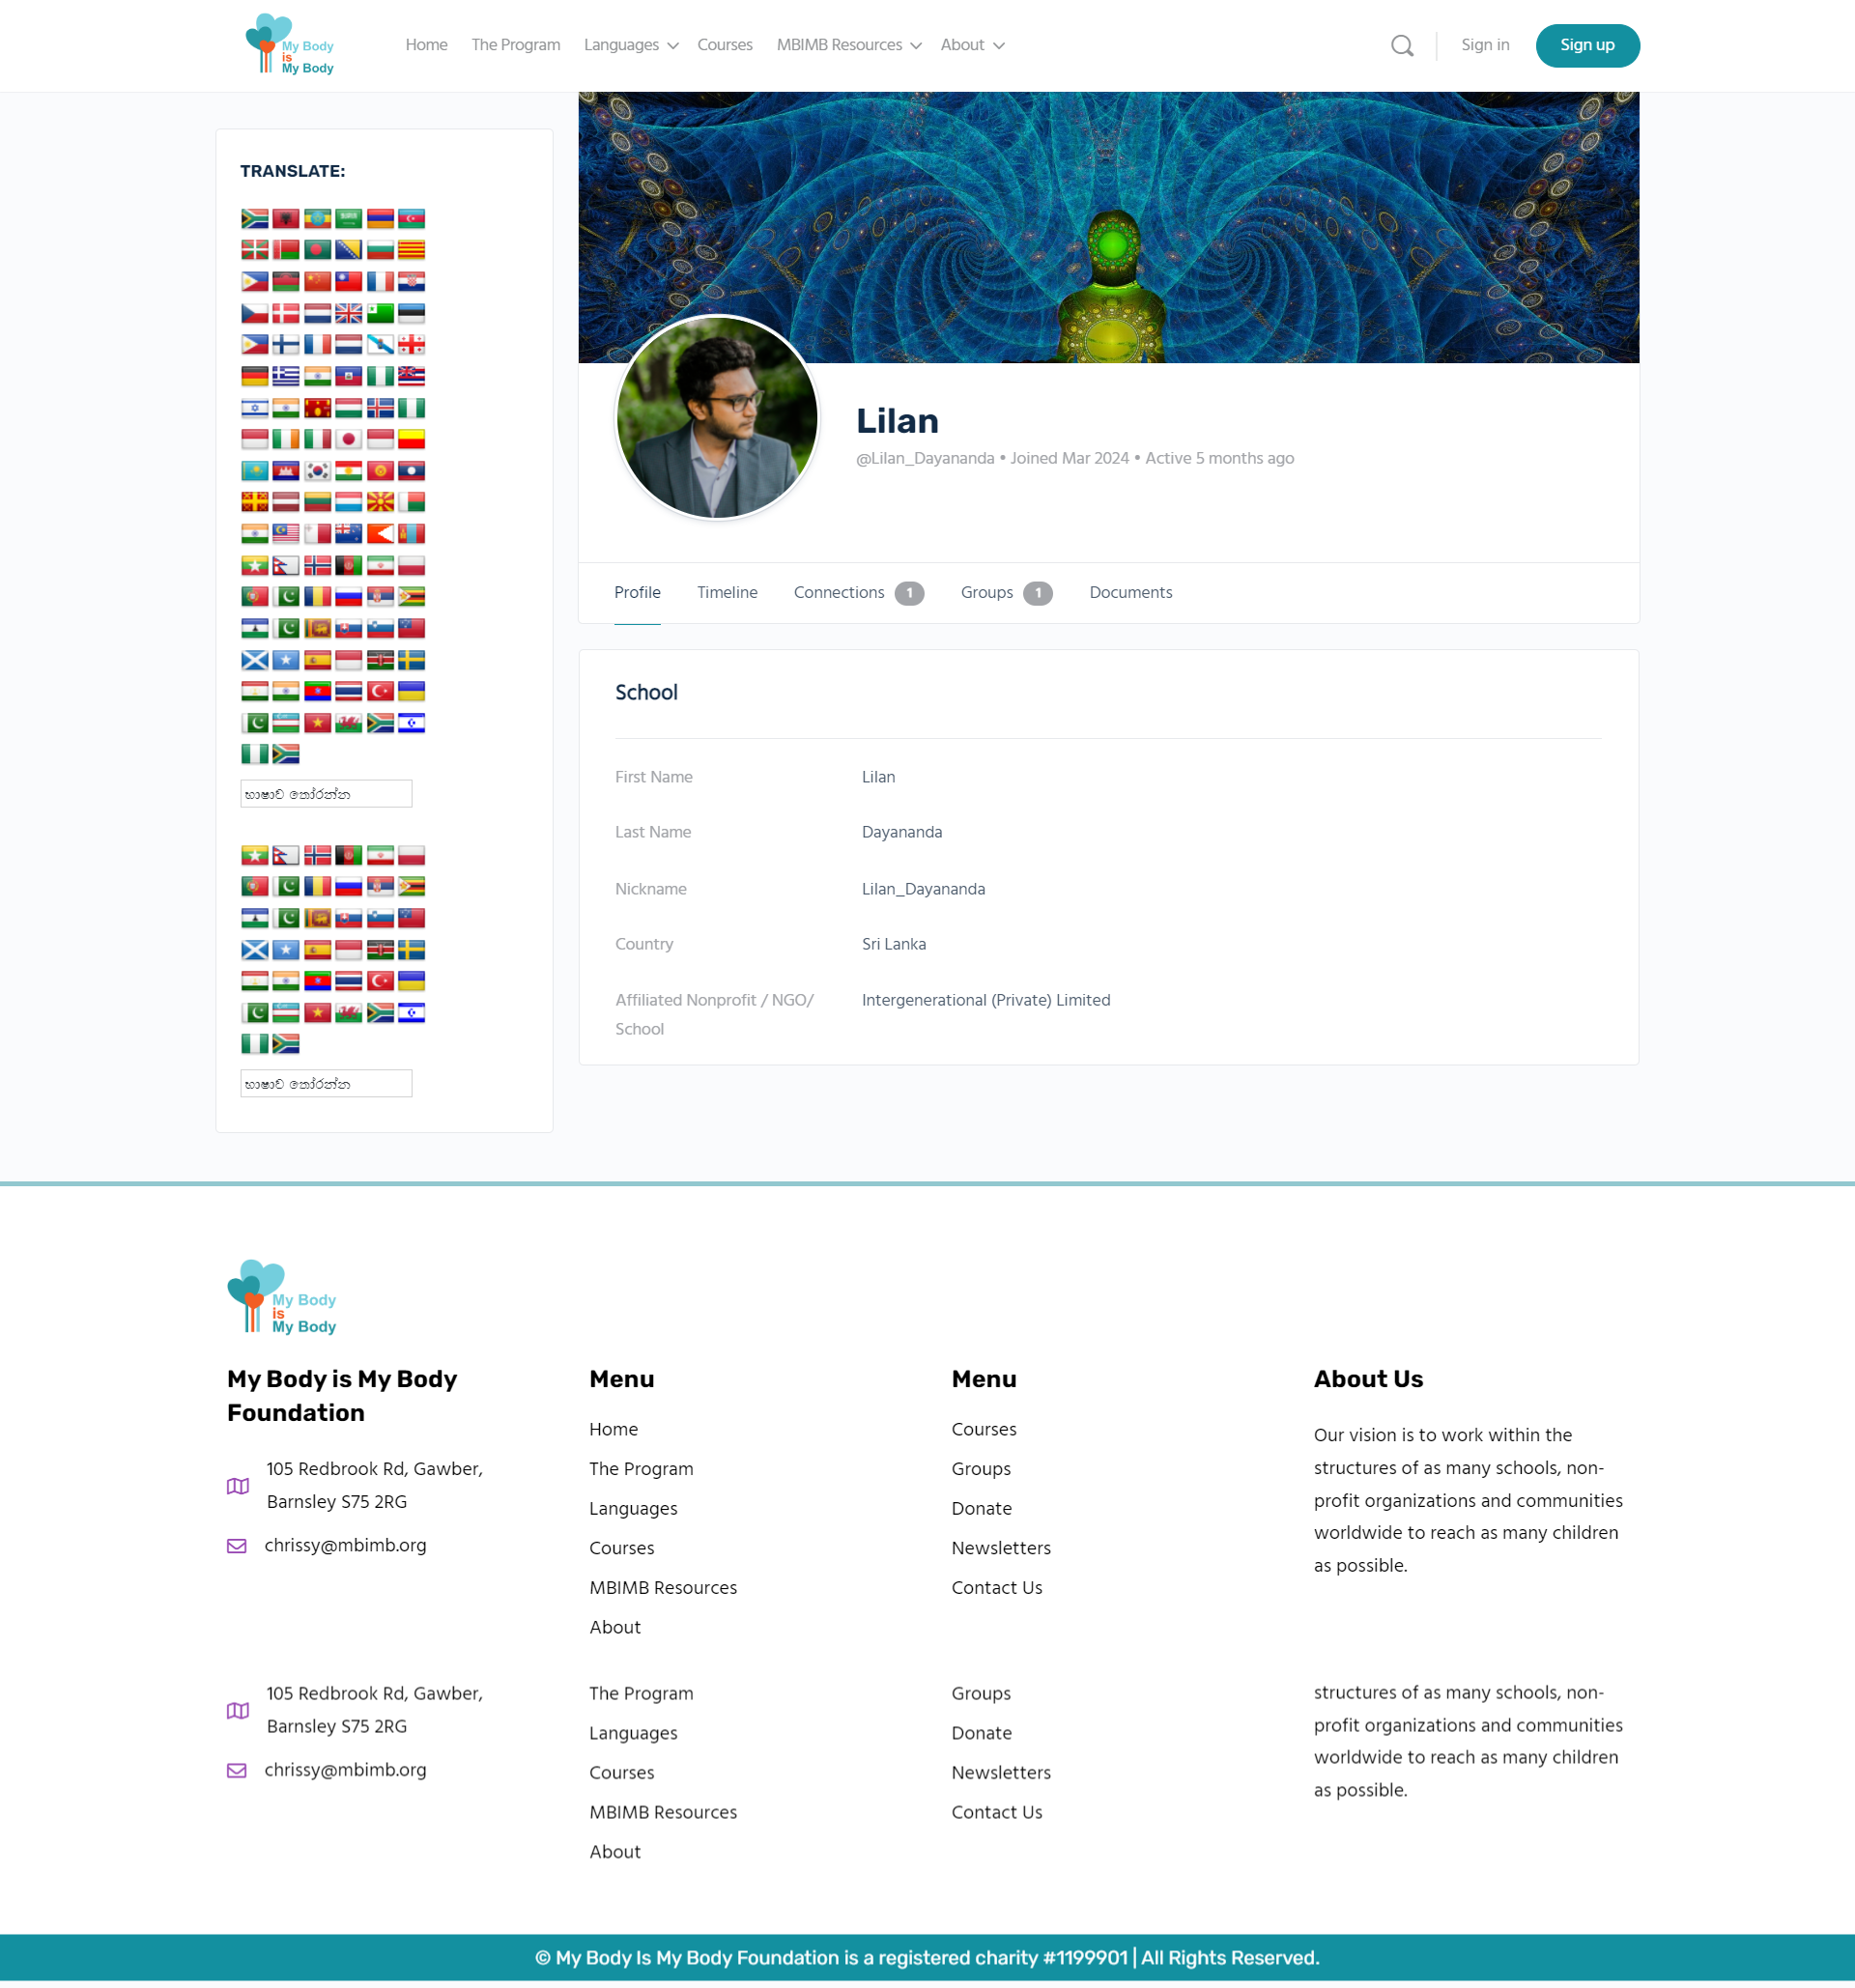 My Body
is
My Body
Home
The Program
Languages
Courses
MBIMB Resources
About
Sign in
Sign up
TRANSLATE:
භාෂාව තෝරන්න
භාෂාව තෝරන්න
Lilan
@Lilan_Dayananda • Joined Mar 2024 • Active 5 months ago
Profile
Timeline
Connections 1
Groups 1
Documents
School
First Name Lilan
Last Name Dayananda
Nickname Lilan_Dayananda
Country Sri Lanka
Affiliated Nonprofit / NGO/ Intergenerational (Private) Limited
School
My Body
is
My Body
My Body is My Body
Foundation
105 Redbrook Rd, Gawber,
Barnsley S75 2RG
chrissy@mbimb.org
Menu
Home
The Program
Languages
Courses
MBIMB Resources
About
Menu
Courses
Groups
Donate
Newsletters
Contact Us
About Us
Our vision is to work within the
structures of as many schools, non-
profit organizations and communities
worldwide to reach as many children
as possible.
105 Redbrook Rd, Gawber,
Barnsley S75 2RG
chrissy@mbimb.org
The Program
Languages
Courses
MBIMB Resources
About
Groups
Donate
Newsletters
Contact Us
structures of as many schools, non-
profit organizations and communities
worldwide to reach as many children
as possible.
© My Body Is My Body Foundation is a registered charity #1199901 | All Rights Reserved.